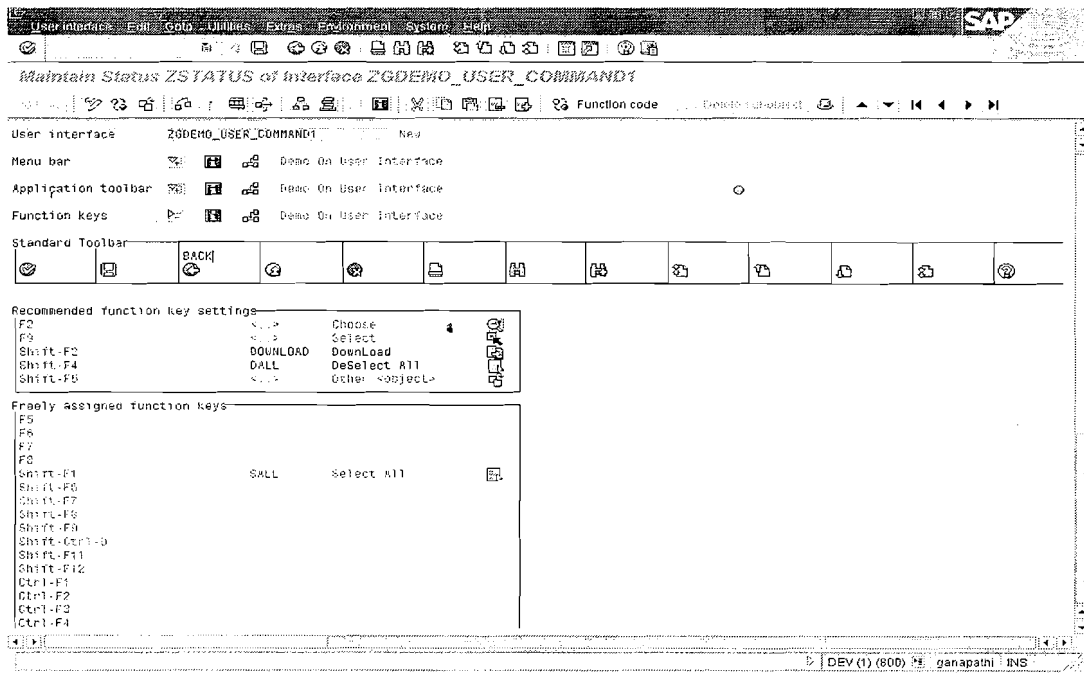 User interface Edit Goto Utilities Extras Environment System Help
SAP
Maintain Status ZSTATUS of Interface ZGDEMO_USER_COMMAND1
Function code
User interface ZGDEMO_USER_COMMAND1 New
Menu bar Demo On User Interface
Application toolbar Demo On User Interface
Function keys Demo On User Interface
Standard Toolbar
BACK
Recommended function key settings
F2 <..> Choose
F9 <..> Select
Shift-F2 DOWNLOAD DownLoad
Shift-F4 DALL DeSelect All
Shift-F5 <..> Other <object>
Freely assigned function keys
F5
F6
F7
F8
Shift-F1 SALL Select All
Shift-F6
Shift-F7
Shift-F8
Shift-F9
Shift-Ctrl-0
Shift-F11
Shift-F12
Ctrl-F1
Ctrl-F2
Ctrl-F3
Ctrl-F4
DEV (1) (800) ganapathi INS